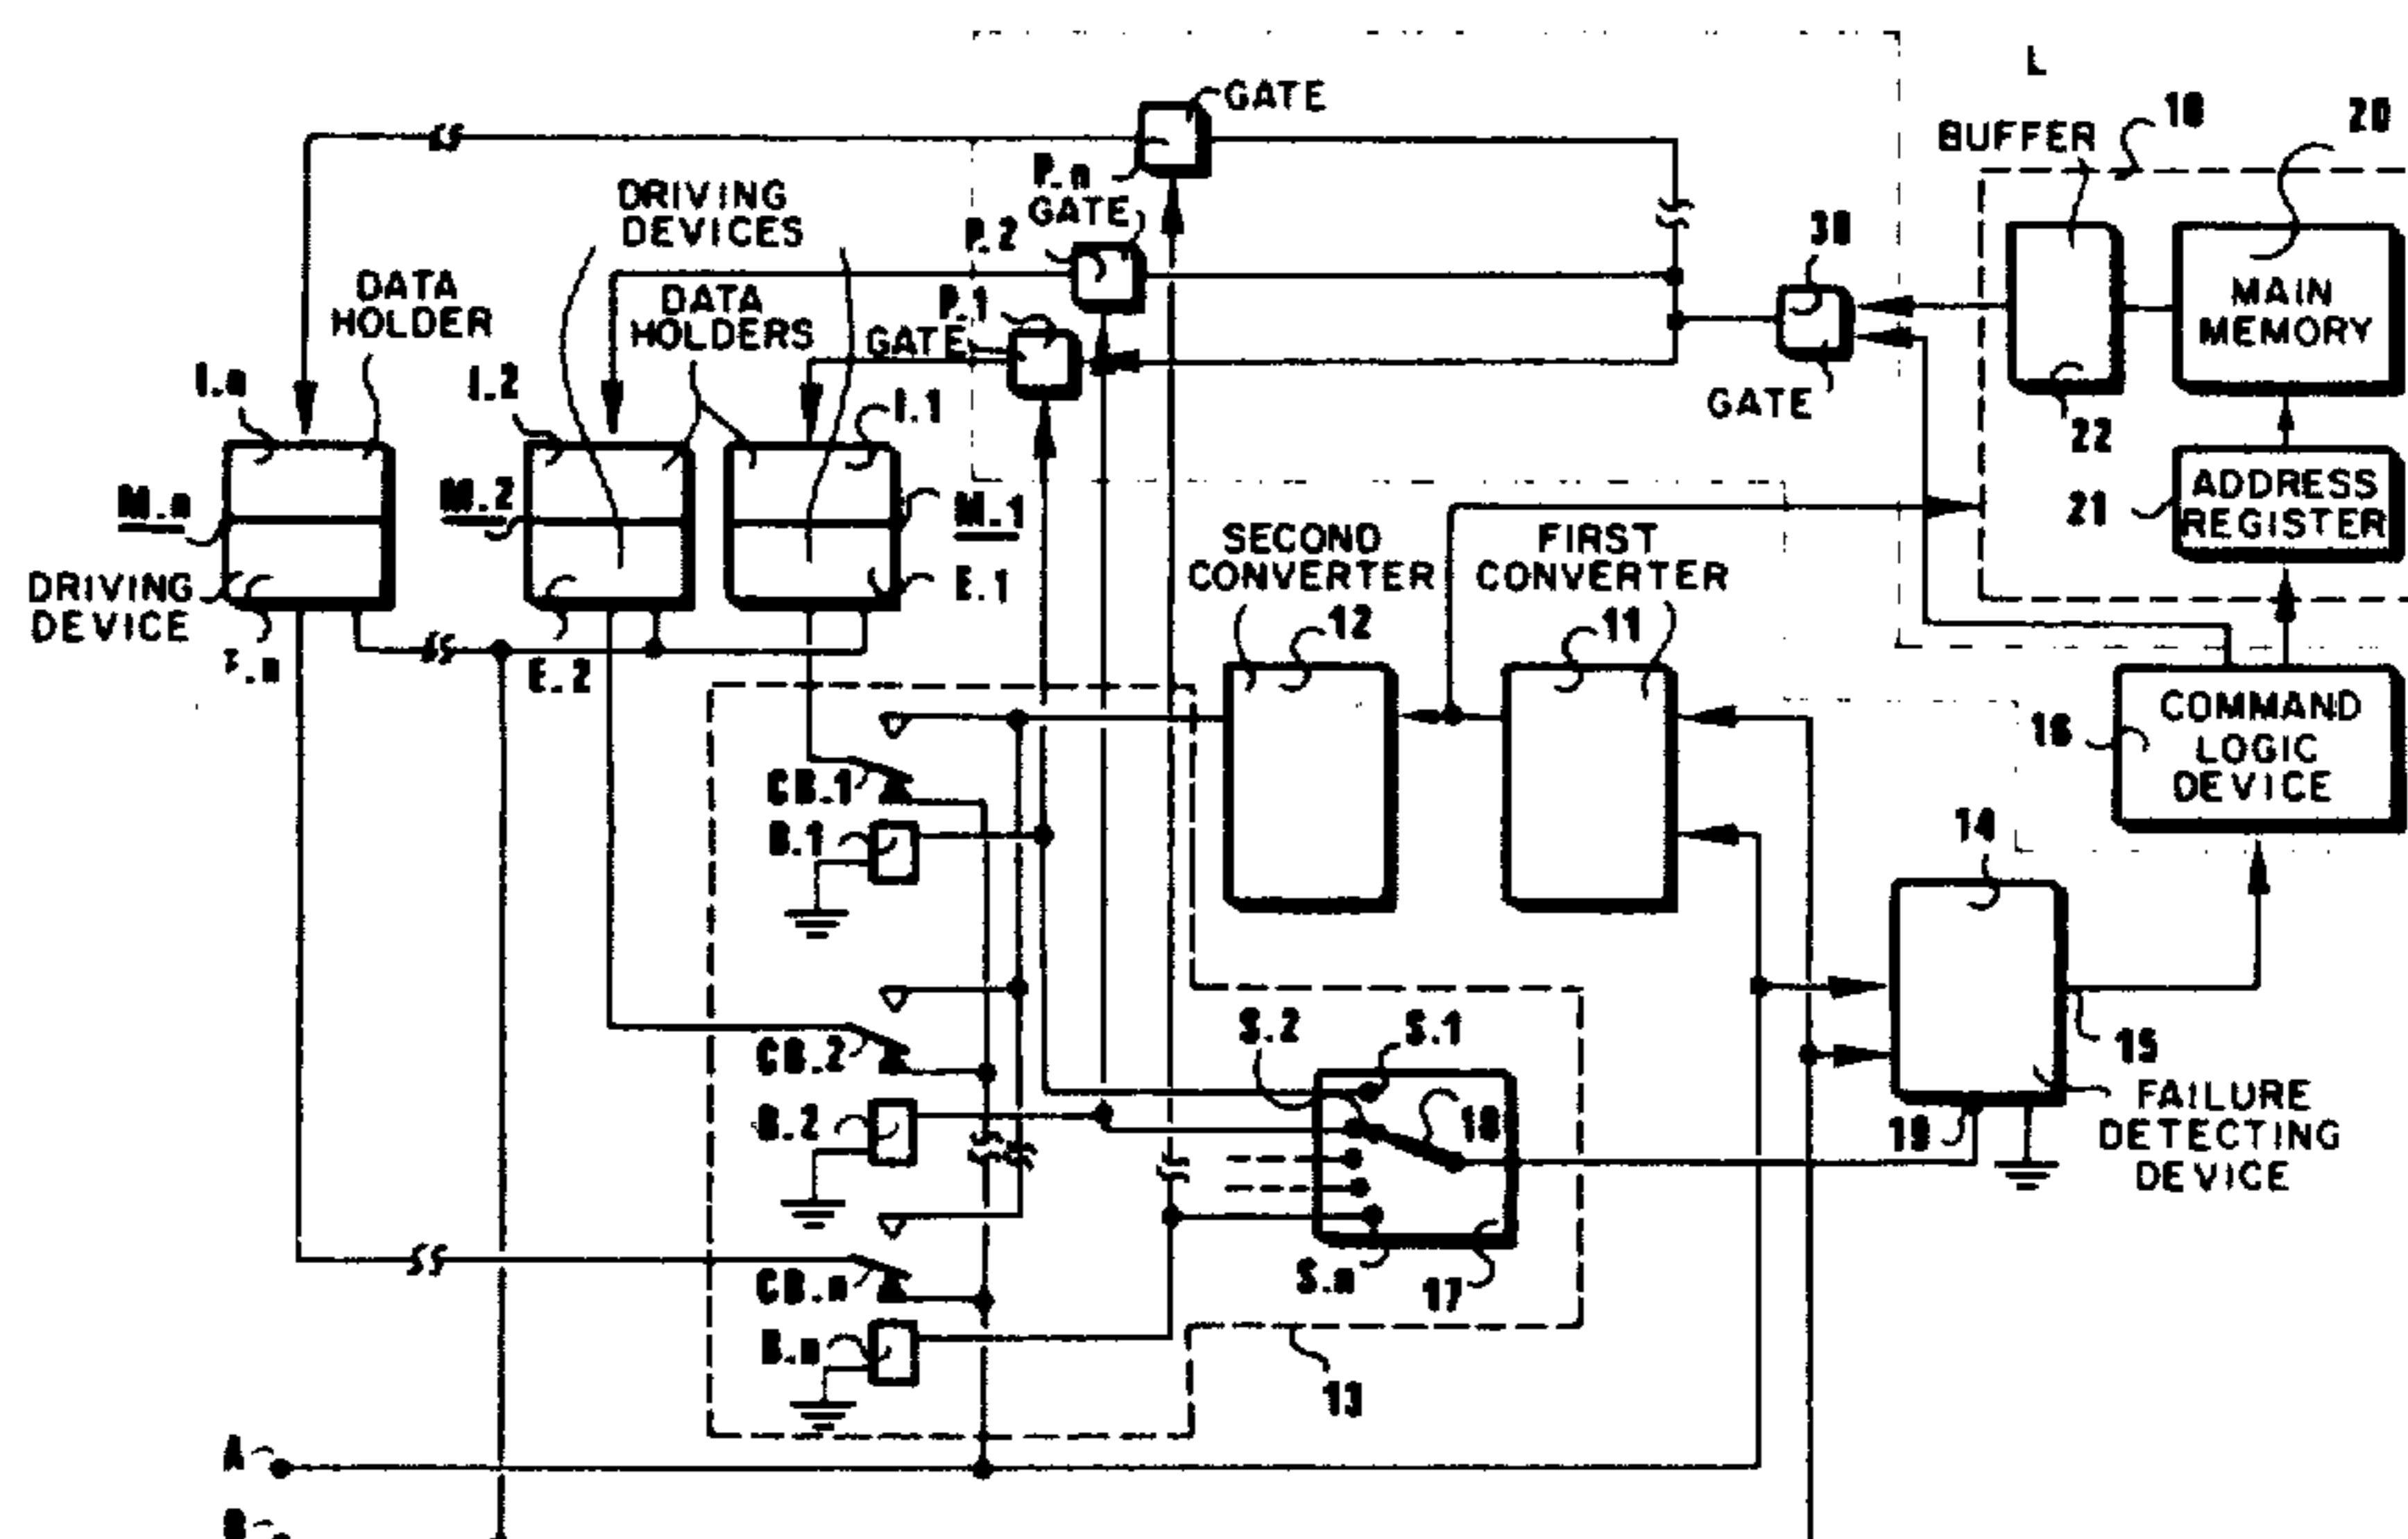 L
GATE
BUFFER
18
20
P.n
GATE
DRIVING
DEVICES
P.2
30
DATA
HOLDER
DATA
HOLDERS
P.1
GATE
MAIN
MEMORY
I.n
I.2
I.1
GATE
22
M.n
M.2
M.1
21
ADDRESS
REGISTER
SECOND
CONVERTER
FIRST
CONVERTER
DRIVING
DEVICE
E.1
12
11
E.2
COMMAND
LOGIC
DEVICE
16
CB.1
B.1
14
S.2
S.1
15
CB.2
B.2
18
19
FAILURE
DETECTING
DEVICE
S.n
17
CB.n
B.n
13
A